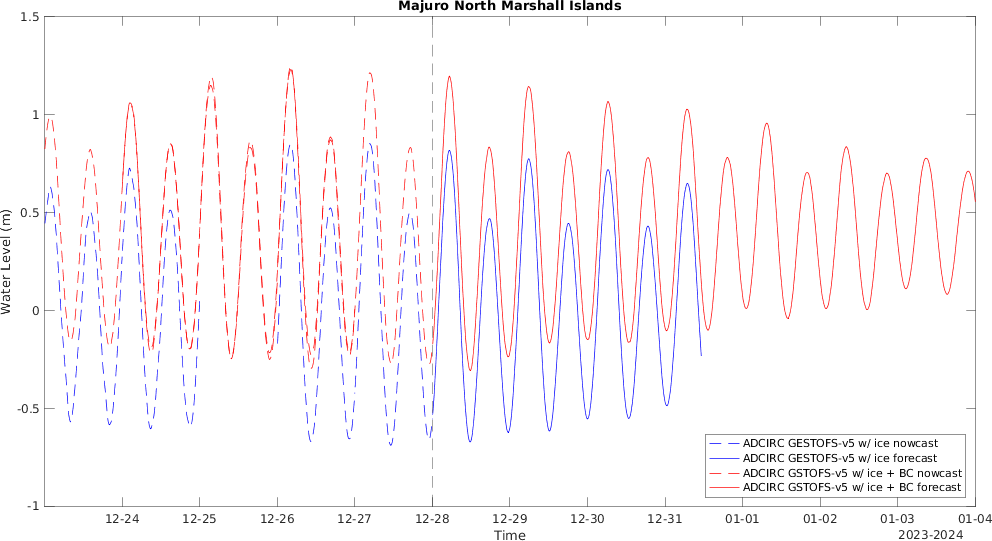 Majuro North Marshall Islands
1.5
1
0.5
0
-0.5
-1
Water Level (m)
12-24 12-25 12-26 12-27 12-28 12-29 12-30 12-31 01-01 01-02 01-03 01-04
Time
2023-2024
ADCIRC GESTOFS-v5 w/ ice nowcast
ADCIRC GESTOFS-v5 w/ ice forecast
ADCIRC GSTOFS-v5 w/ ice + BC nowcast
ADCIRC GSTOFS-v5 w/ ice + BC forecast